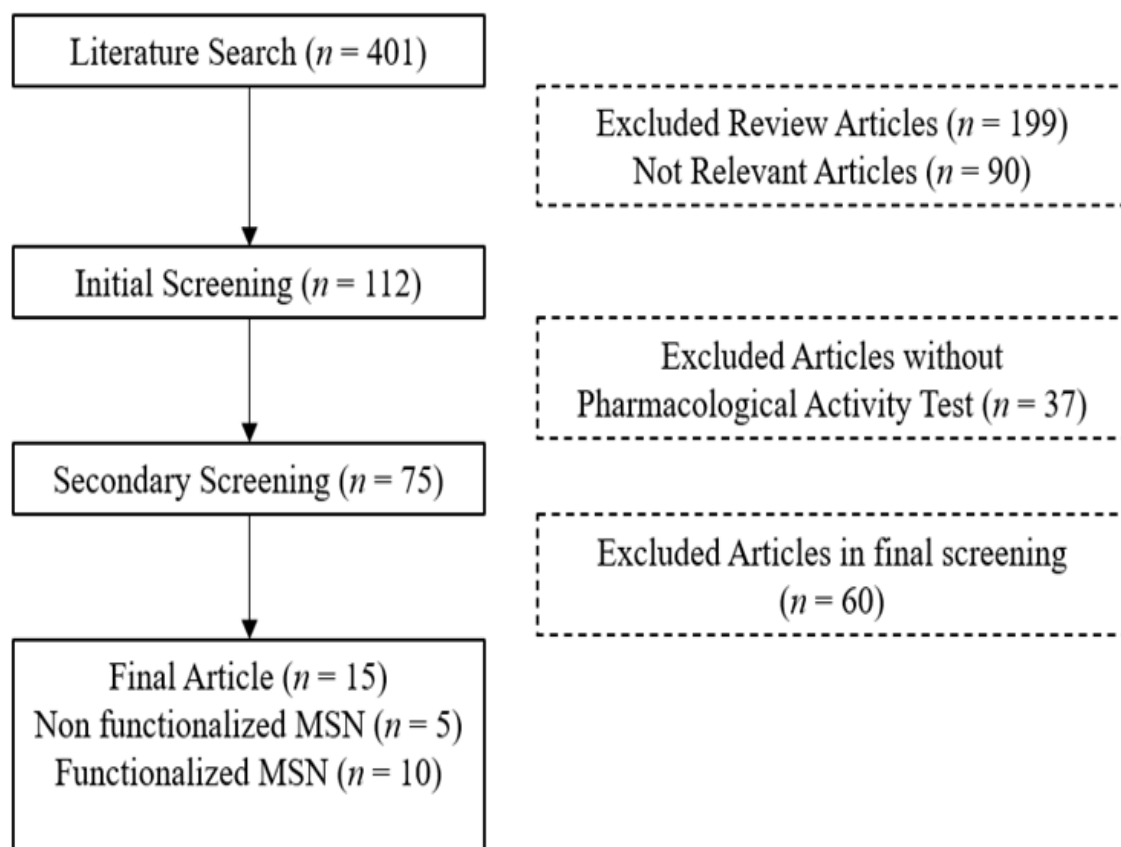 Literature Search (n = 401)
Excluded Review Articles (n = 199)
Not Relevant Articles (n = 90)
Initial Screening (n = 112)
Excluded Articles without
Pharmacological Activity Test (n = 37)
Secondary Screening (n = 75)
Excluded Articles in final screening
(n = 60)
Final Article (n = 15)
Non functionalized MSN (n = 5)
Functionalized MSN (n = 10)